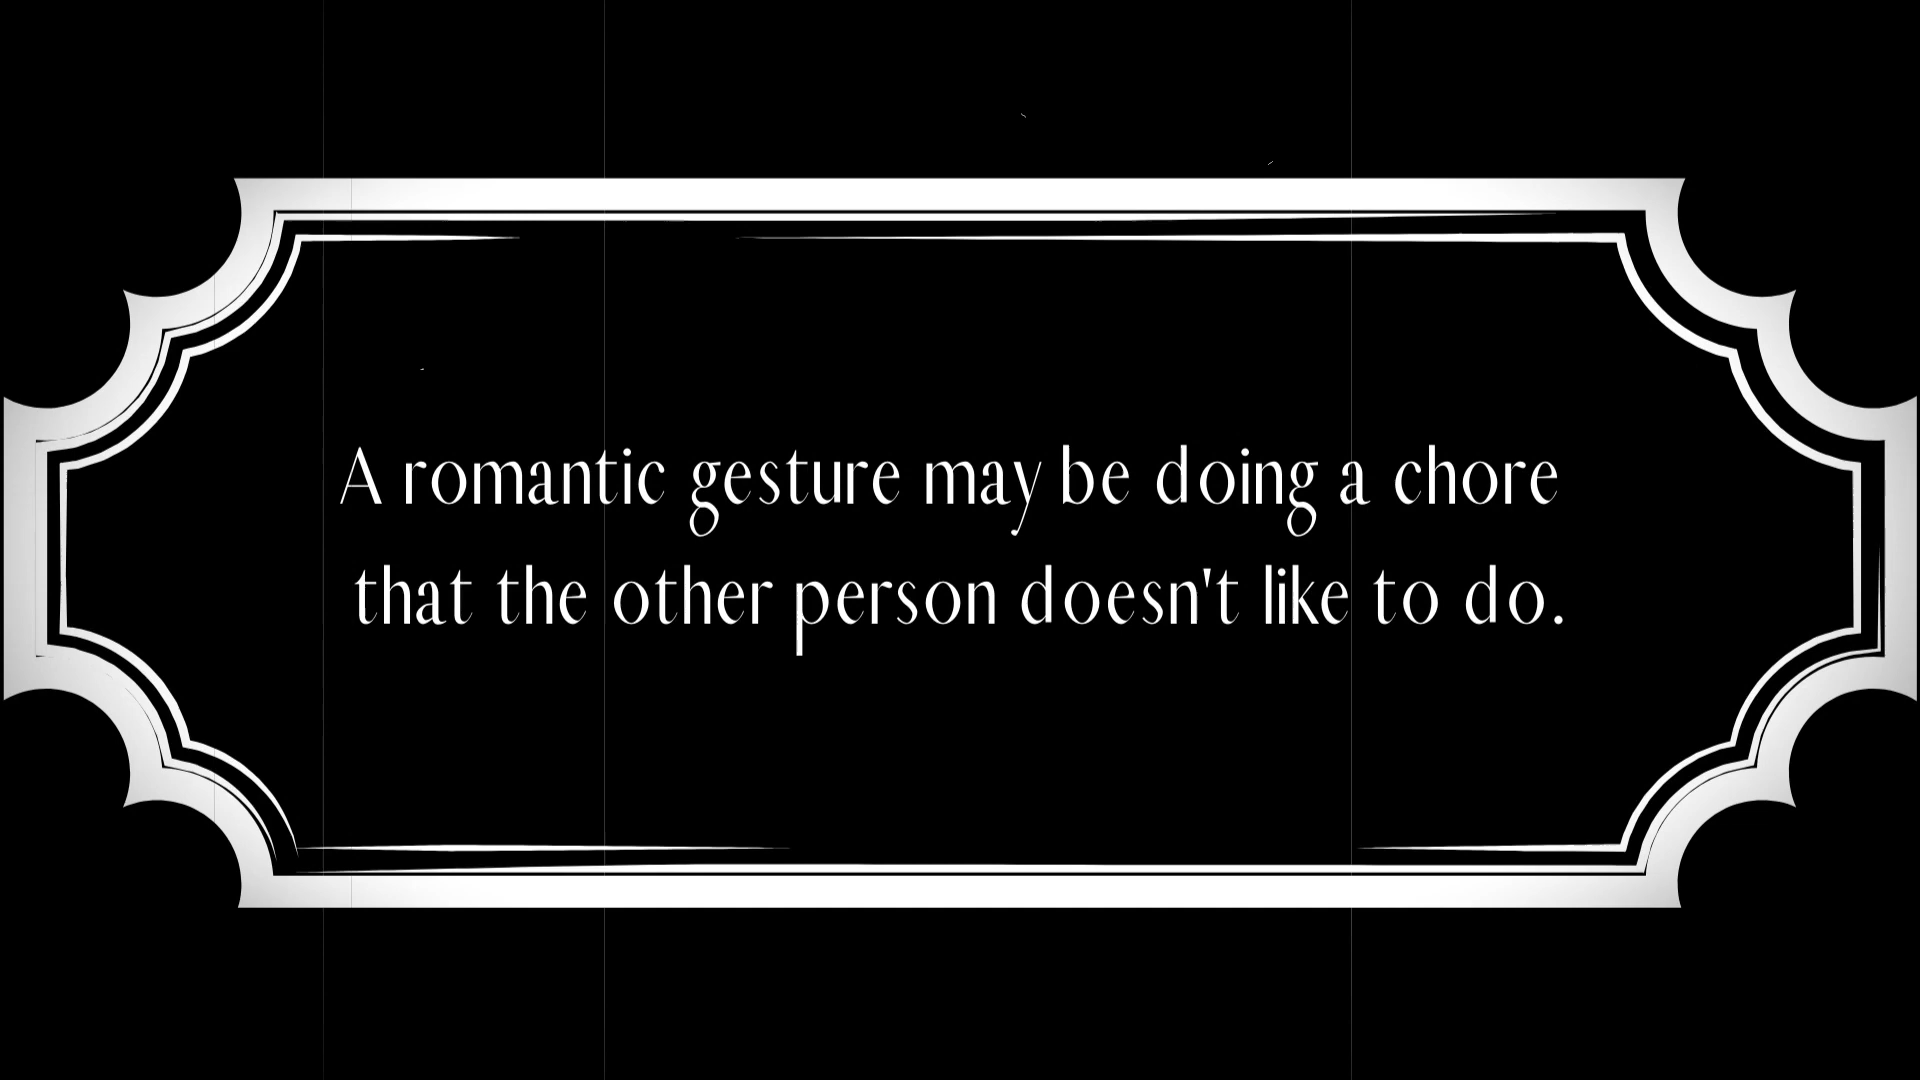 A romantic gesture may be doing a chore
that the other person doesn't like to do.